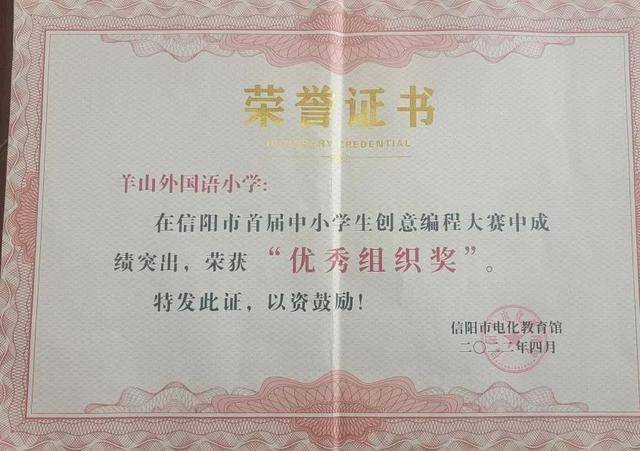 荣誉证书
HONORARY CREDENTIAL
羊山外国语小学:
在信阳市首届中小学生创意编程大赛中成
绩突出，荣获“优秀组织奖”。
特发此证，以资鼓励！
信阳市电化教育馆
二〇二二年四月